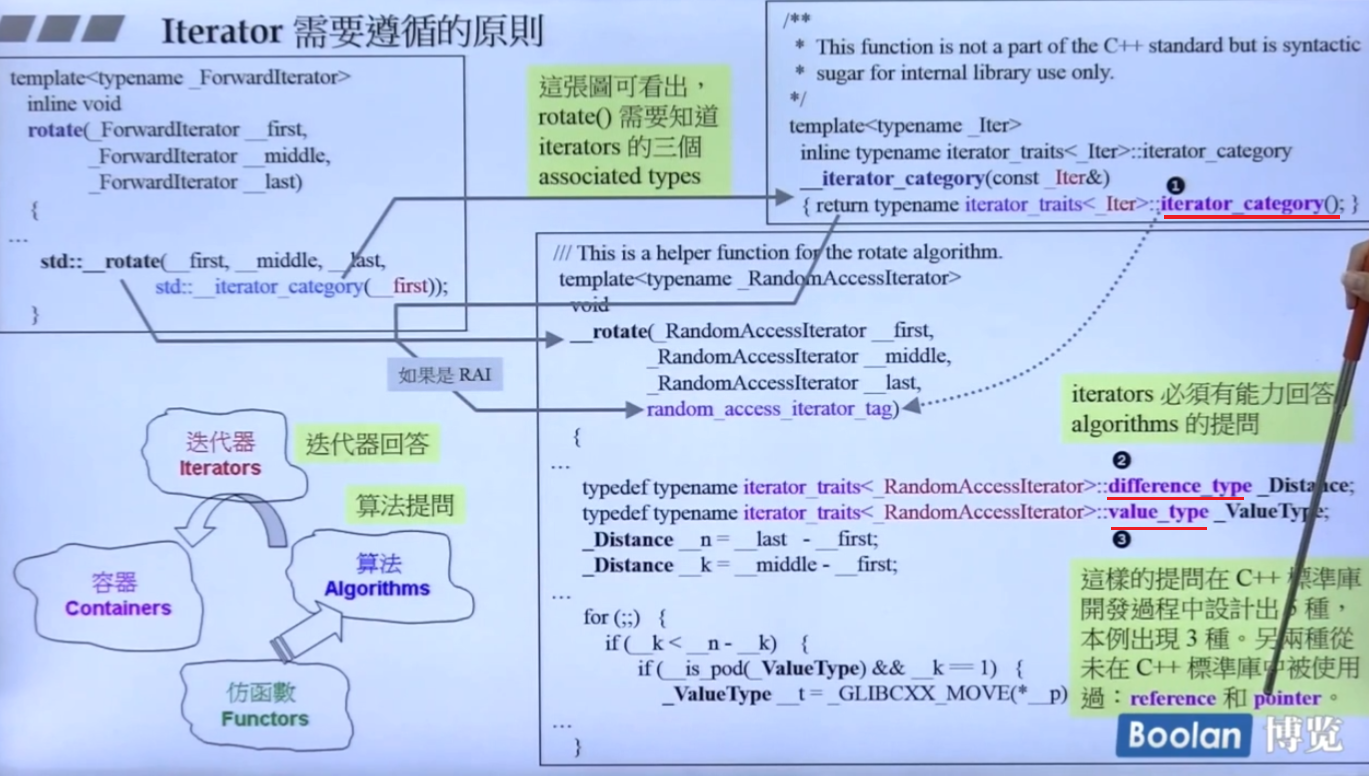 Iterator 需要遵循的原則
template<typename _ForwardIterator>
inline void
rotate(_ForwardIterator __first,
_ForwardIterator __middle,
_ForwardIterator __last)
{
...
std::__rotate(__first, __middle, __last,
std::__iterator_category(__first));
}
這張圖可看出，
rotate() 需要知道
iterators 的三個
associated types
/**
* This function is not a part of the C++ standard but is syntactic
* sugar for internal library use only.
*/
template<typename _Iter>
inline typename iterator_traits<_Iter>::iterator_category
__iterator_category(const _Iter&)
❶
{ return typename iterator_traits<_Iter>::iterator_category(); }
/// This is a helper function for the rotate algorithm.
template<typename _RandomAccessIterator>
void
__rotate(_RandomAccessIterator __first,
_RandomAccessIterator __middle,
_RandomAccessIterator __last,
random_access_iterator_tag)
{
...
❷
typedef typename iterator_traits<_RandomAccessIterator>::difference_type _Distance;
typedef typename iterator_traits<_RandomAccessIterator>::value_type _ValueType;
❸
_Distance __n = __last - __first;
_Distance __k = __middle - __first;
...
for (;;) {
if (__k < __n - __k) {
if (__is_pod(_ValueType) && __k == 1) {
_ValueType __t = _GLIBCXX_MOVE(*__p)
...
}
如果是 RAI
iterators 必須有能力回答
algorithms 的提問
這樣的提問在 C++ 標準庫
開發過程中設計出 5 種，
本例出現 3 種。另兩種從
未在 C++ 標準庫中被使用
過：reference 和 pointer。
迭代器
Iterators
迭代器回答
算法提問
容器
Containers
算法
Algorithms
仿函數
Functors
Boolan 博览